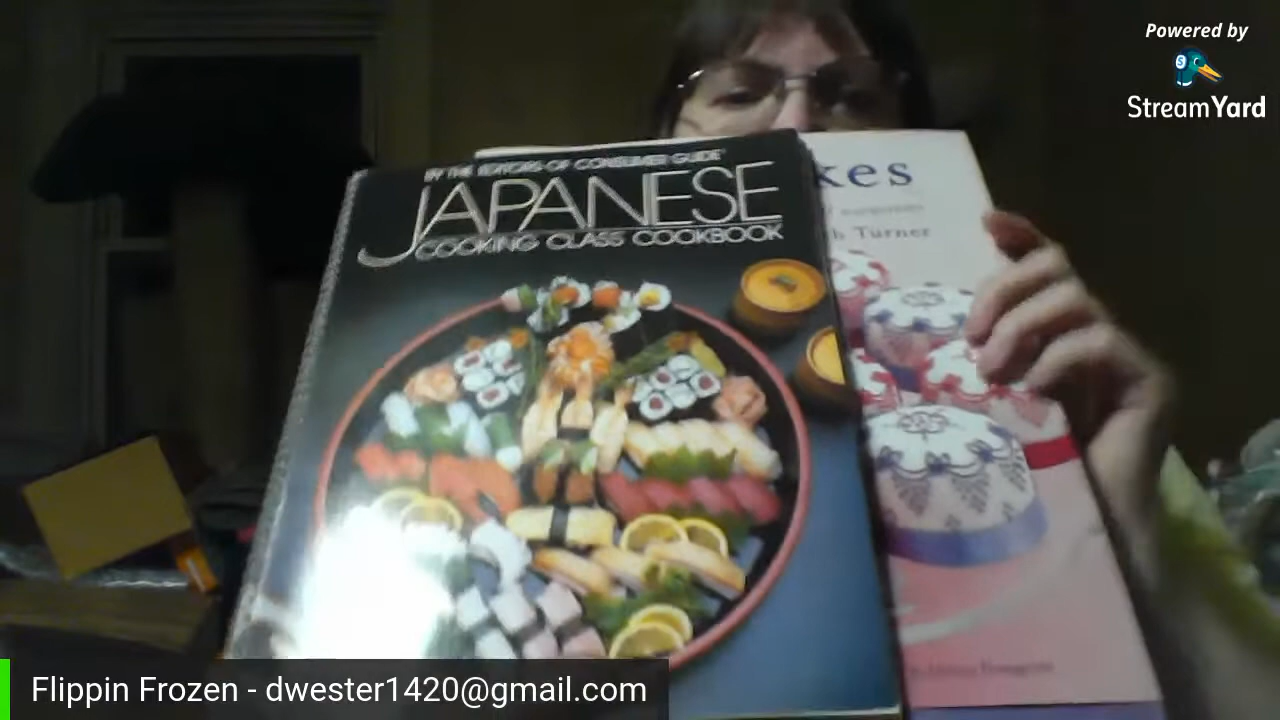 Powered by
StreamYard
BY THE EDITORS OF CONSUMER GUIDE®
JAPANESE
COOKING CLASS COOKBOOK
kes
h Turner
Flippin Frozen - dwester1420@gmail.com